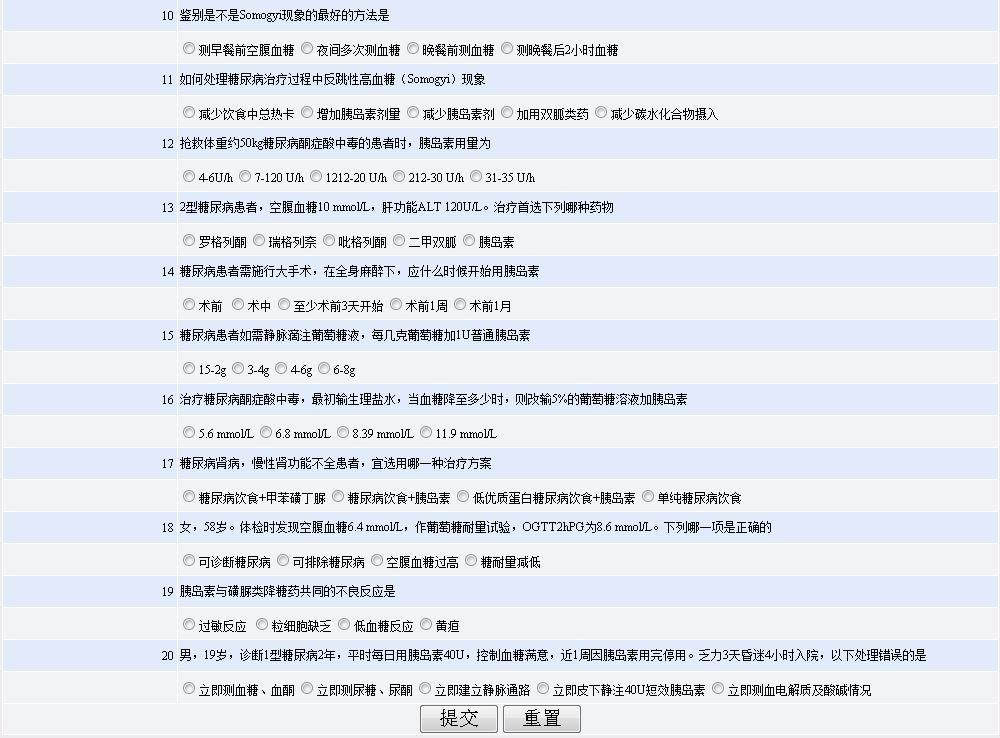 10 鉴别是不是Somogyi现象的最好的方法是
测早餐前空腹血糖 夜间多次测血糖 晚餐前测血糖 测晚餐后2小时血糖
11 如何处理糖尿病治疗过程中反跳性高血糖（Somogyi）现象
减少饮食中总热卡 增加胰岛素剂量 减少胰岛素剂 加用双胍类药 减少碳水化合物摄入
12 抢救体重约50kg糖尿病酮症酸中毒的患者时，胰岛素用量为
4-6U/h 7-120 U/h 1212-20 U/h 212-30 U/h 31-35 U/h
13 2型糖尿病患者，空腹血糖10 mmol/L，肝功能ALT 120U/L。治疗首选下列哪种药物
罗格列酮 瑞格列奈 吡格列酮 二甲双胍 胰岛素
14 糖尿病患者需施行大手术，在全身麻醉下，应什么时候开始用胰岛素
术前 术中 至少术前3天开始 术前1周 术前1月
15 糖尿病患者如需静脉滴注葡萄糖液，每几克葡萄糖加1U普通胰岛素
15-2g 3-4g 4-6g 6-8g
16 治疗糖尿病酮症酸中毒，最初输生理盐水，当血糖降至多少时，则改输5%的葡萄糖溶液加胰岛素
5.6 mmol/L 6.8 mmol/L 8.39 mmol/L 11.9 mmol/L
17 糖尿病肾病，慢性肾功能不全患者，宜选用哪一种治疗方案
糖尿病饮食+甲苯磺丁脲 糖尿病饮食+胰岛素 低优质蛋白糖尿病饮食+胰岛素 单纯糖尿病饮食
18 女，58岁。体检时发现空腹血糖6.4 mmol/L，作葡萄糖耐量试验，OGTT2hPG为8.6 mmol/L。下列哪一项是正确的
可诊断糖尿病 可排除糖尿病 空腹血糖过高 糖耐量减低
19 胰岛素与磺脲类降糖药共同的不良反应是
过敏反应 粒细胞缺乏 低血糖反应 黄疸
20 男，19岁，诊断1型糖尿病2年，平时每日用胰岛素40U，控制血糖满意，近1周因胰岛素用完停用。乏力3天昏迷4小时入院，以下处理错误的是
立即测血糖、血酮 立即测尿糖、尿酮 立即建立静脉通路 立即皮下静注40U短效胰岛素 立即测血电解质及酸碱情况
提交 重置